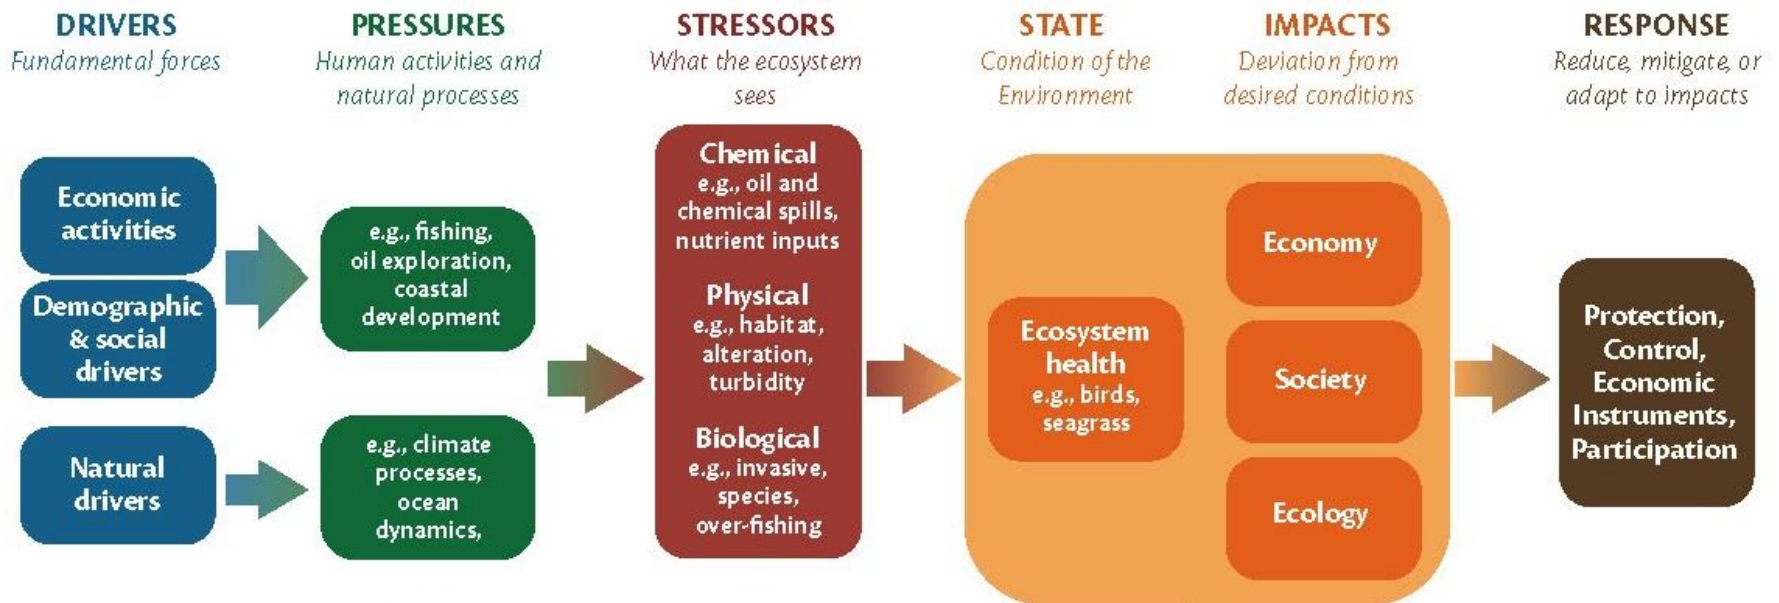 DRIVERS
Fundamental forces
PRESSURES
Human activities and
natural processes
STRESSORS
What the ecosystem
sees
STATE
Condition of the
Environment
IMPACTS
Deviation from
desired conditions
RESPONSE
Reduce, mitigate, or
adapt to impacts
Economic
activities
Demographic
& social
drivers
Natural
drivers
e.g., fishing,
oil exploration,
coastal
development
e.g., climate
processes,
ocean
dynamics,
Chemical
e.g., oil and
chemical spills,
nutrient inputs
Physical
e.g., habitat,
alteration,
turbidity
Biological
e.g., invasive,
species,
over-fishing
Ecosystem
health
e.g., birds,
seagrass
Economy
Society
Ecology
Protection,
Control,
Economic
Instruments,
Participation